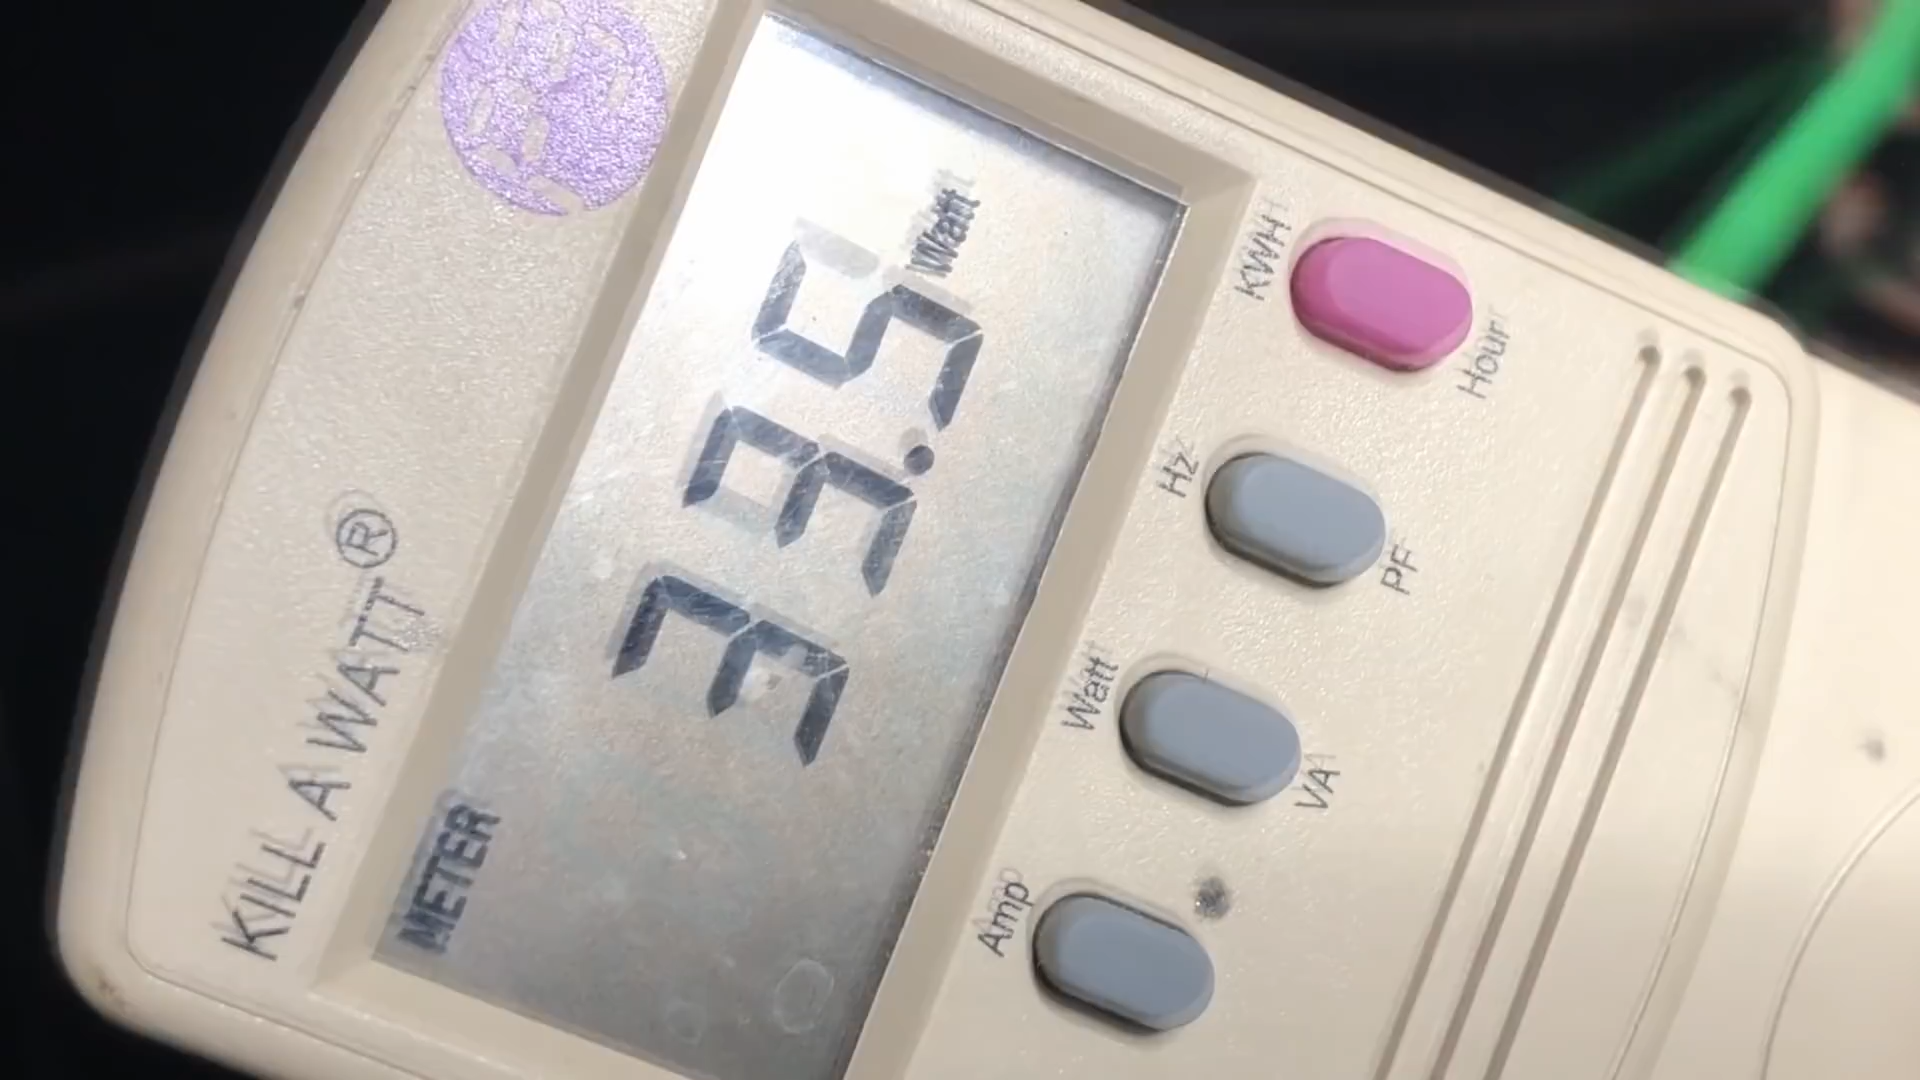 KILL A WATT®
METER
33.5 Watt
Amp
Watt
VA
Hz
PF
KWH
Hour